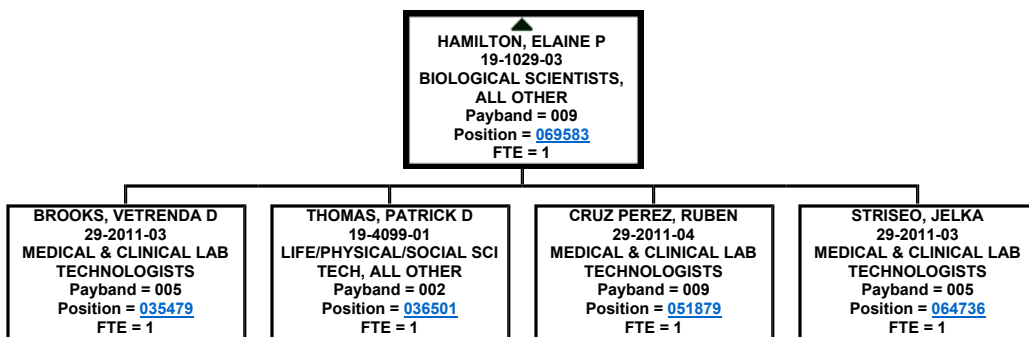 HAMILTON, ELAINE P
19-1029-03
BIOLOGICAL SCIENTISTS,
ALL OTHER
Payband = 009
Position = 069583
FTE = 1
BROOKS, VETRENDA D
29-2011-03
MEDICAL & CLINICAL LAB
TECHNOLOGISTS
Payband = 005
Position = 035479
FTE = 1
THOMAS, PATRICK D
19-4099-01
LIFE/PHYSICAL/SOCIAL SCI
TECH, ALL OTHER
Payband = 002
Position = 036501
FTE = 1
CRUZ PEREZ, RUBEN
29-2011-04
MEDICAL & CLINICAL LAB
TECHNOLOGISTS
Payband = 009
Position = 051879
FTE = 1
STRISEO, JELKA
29-2011-03
MEDICAL & CLINICAL LAB
TECHNOLOGISTS
Payband = 005
Position = 064736
FTE = 1